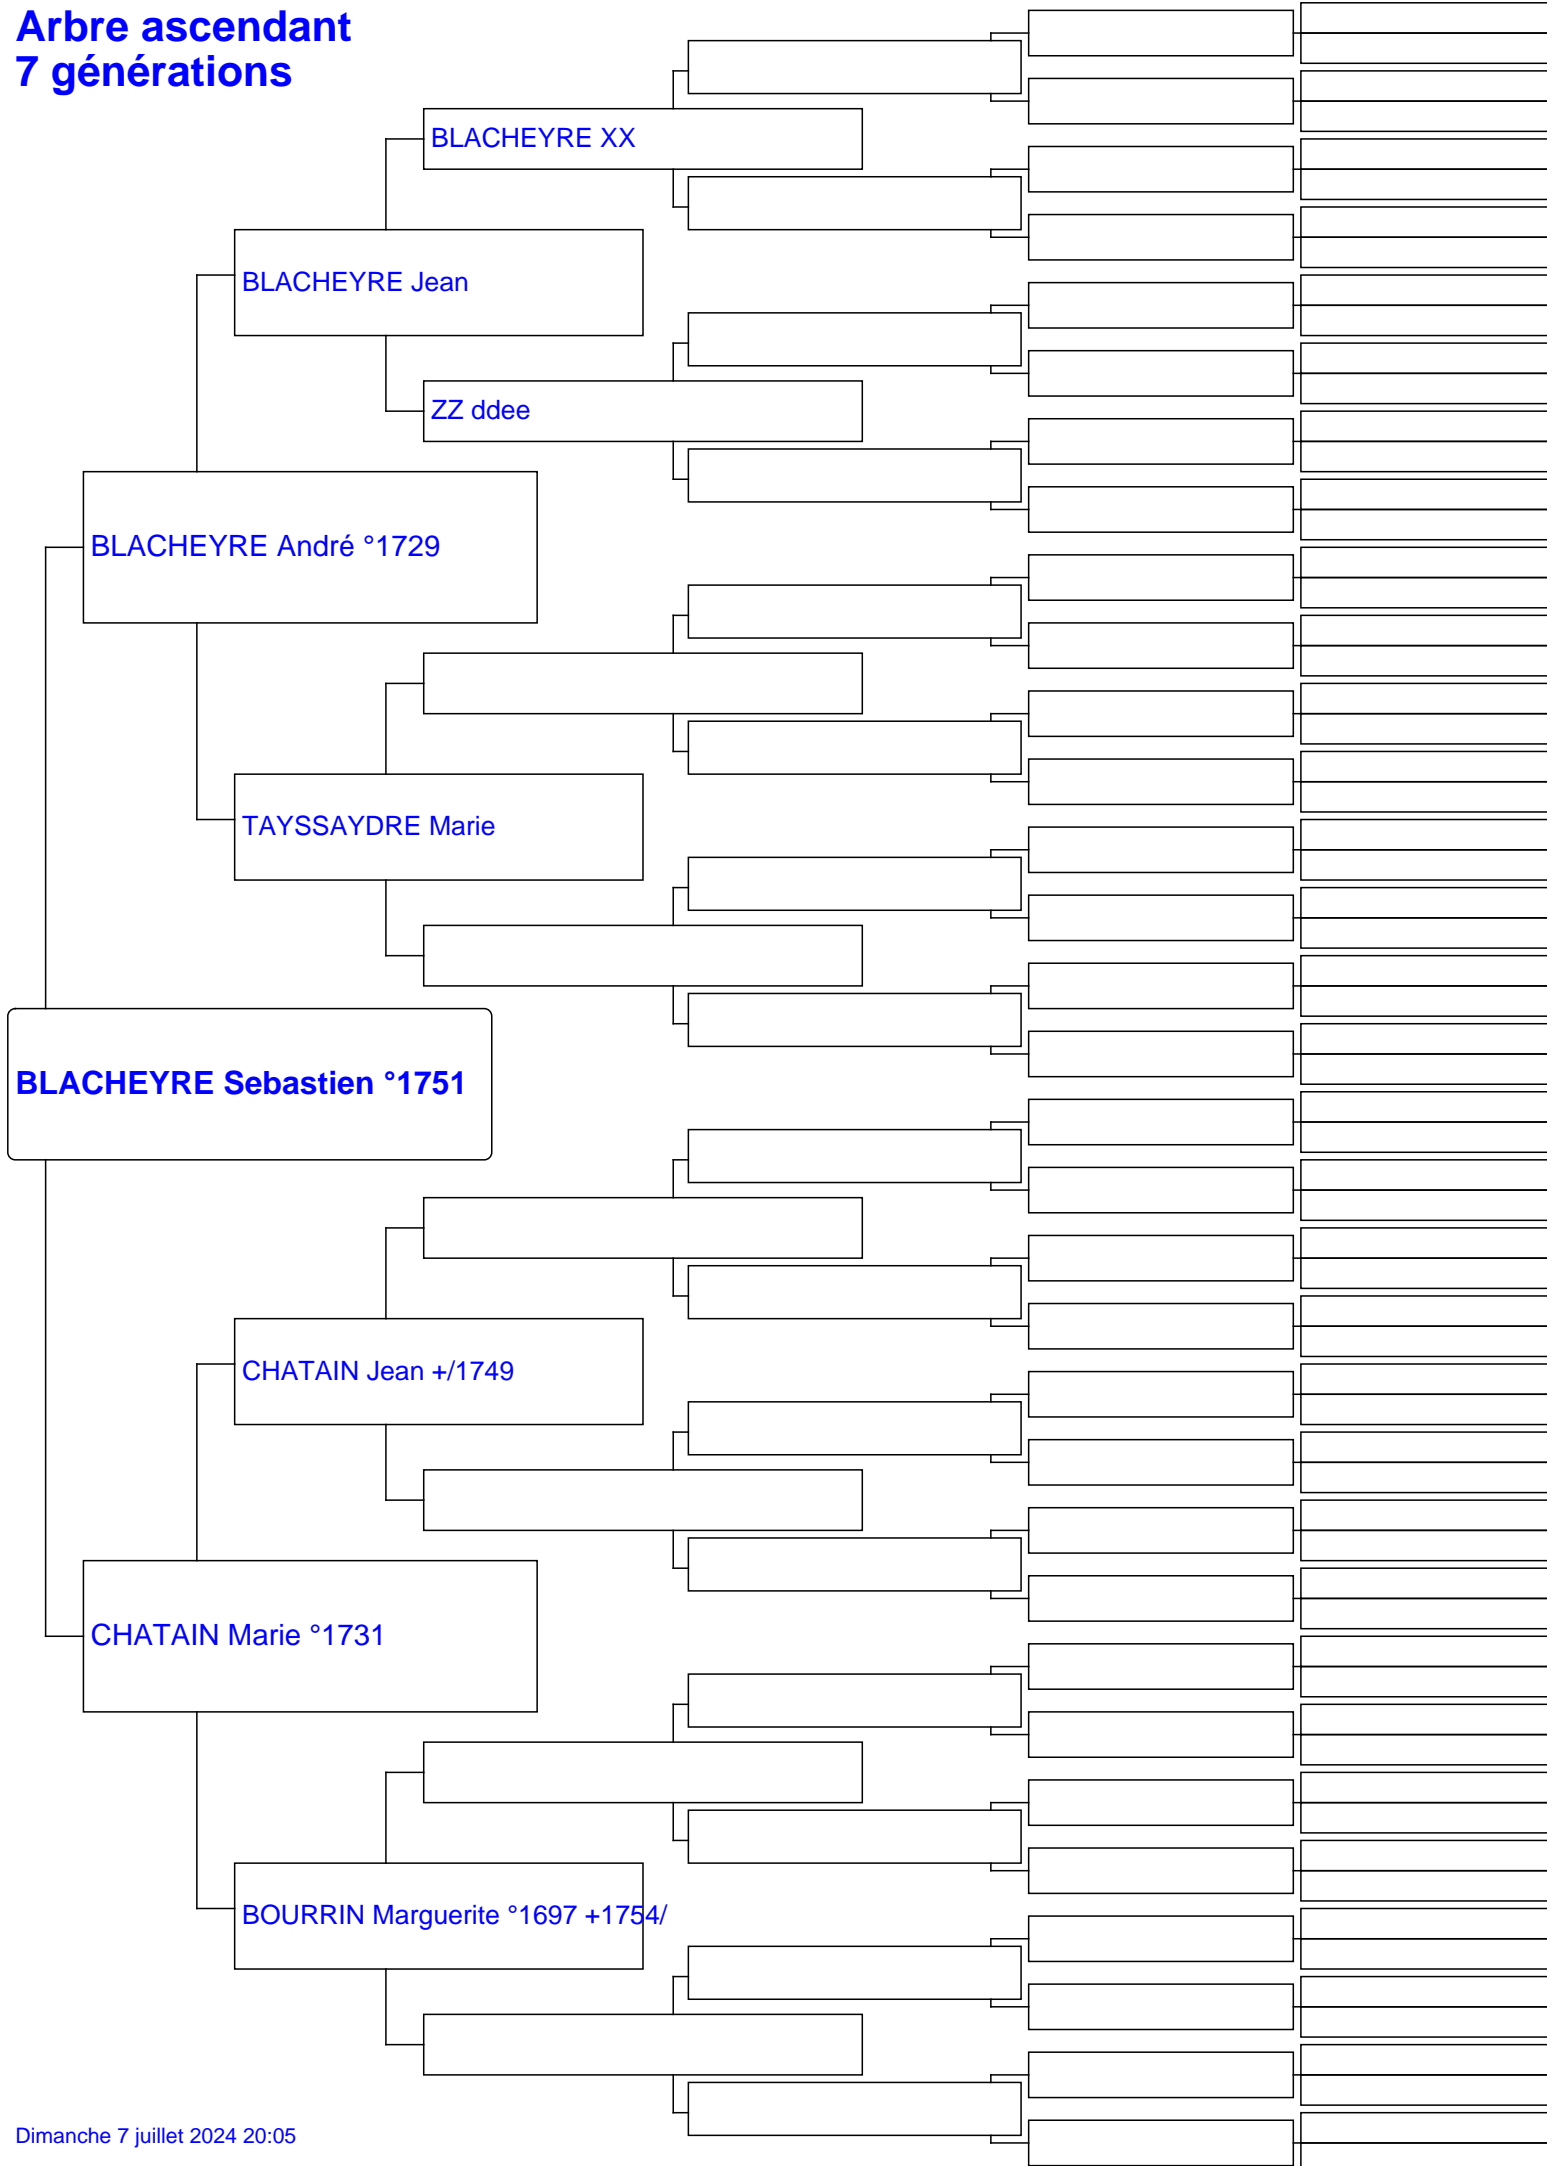 Arbre ascendant
7 générations
BLACHEYRE XX
BLACHEYRE Jean
ZZ ddee
BLACHEYRE André °1729
TAYSSAYDRE Marie
BLACHEYRE Sebastien °1751
CHATAIN Jean +/1749
CHATAIN Marie °1731
BOURRIN Marguerite °1697 +1754/
Dimanche 7 juillet 2024 20:05